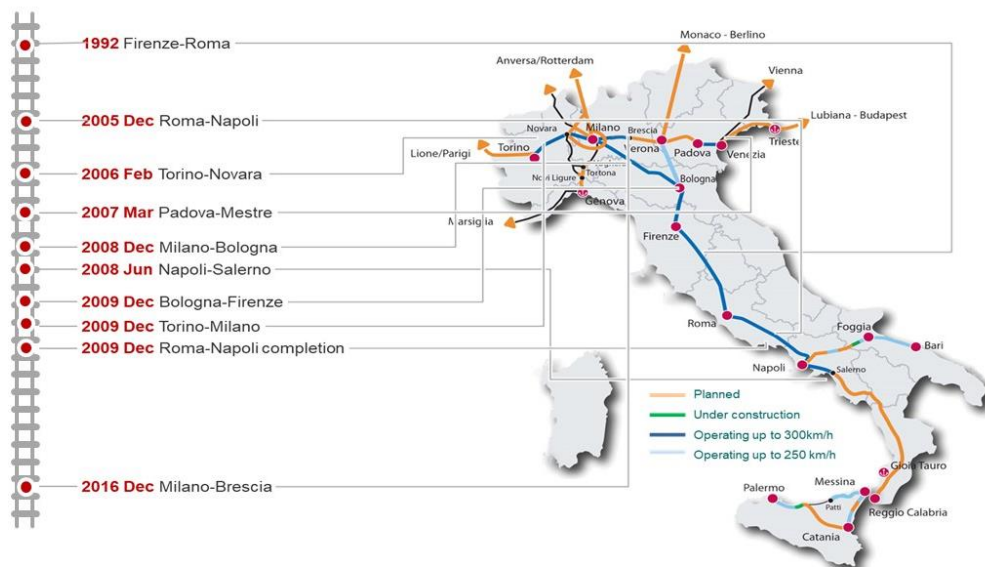 1992 Firenze-Roma
2005 Dec Roma-Napoli
2006 Feb Torino-Novara
2007 Mar Padova-Mestre
2008 Dec Milano-Bologna
2008 Jun Napoli-Salerno
2009 Dec Bologna-Firenze
2009 Dec Torino-Milano
2009 Dec Roma-Napoli completion
2016 Dec Milano-Brescia
Monaco - Berlino
Anversa/Rotterdam
Vienna
Lubiana - Budapest
Novara
Milano
Brescia
erona
Trieste
Lione/Parigi
Torino
Padova
Venezia
Tortona
Novi Ligure
Bologna
Genova
Marsiglia
Firenze
Roma
Foggia
Bari
Napoli
Salerno
Planned
Under construction
Operating up to 300km/h
Operating up to 250 km/h
Gioia Tauro
Messina
Palermo
Patti
Reggio Calabria
Catania